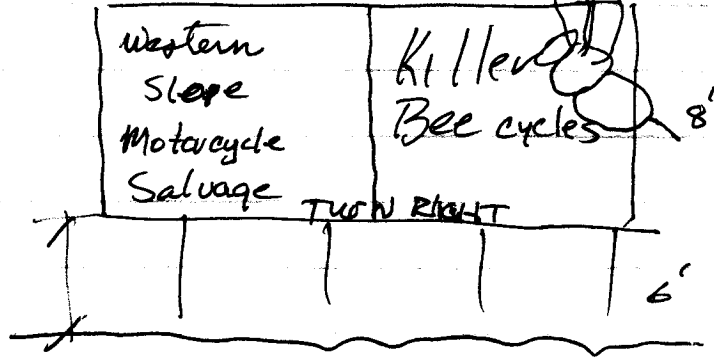 Western
Slope
Motorcycle
Salvage
Killer
Bee cycles
8'
TURN RIGHT
6'